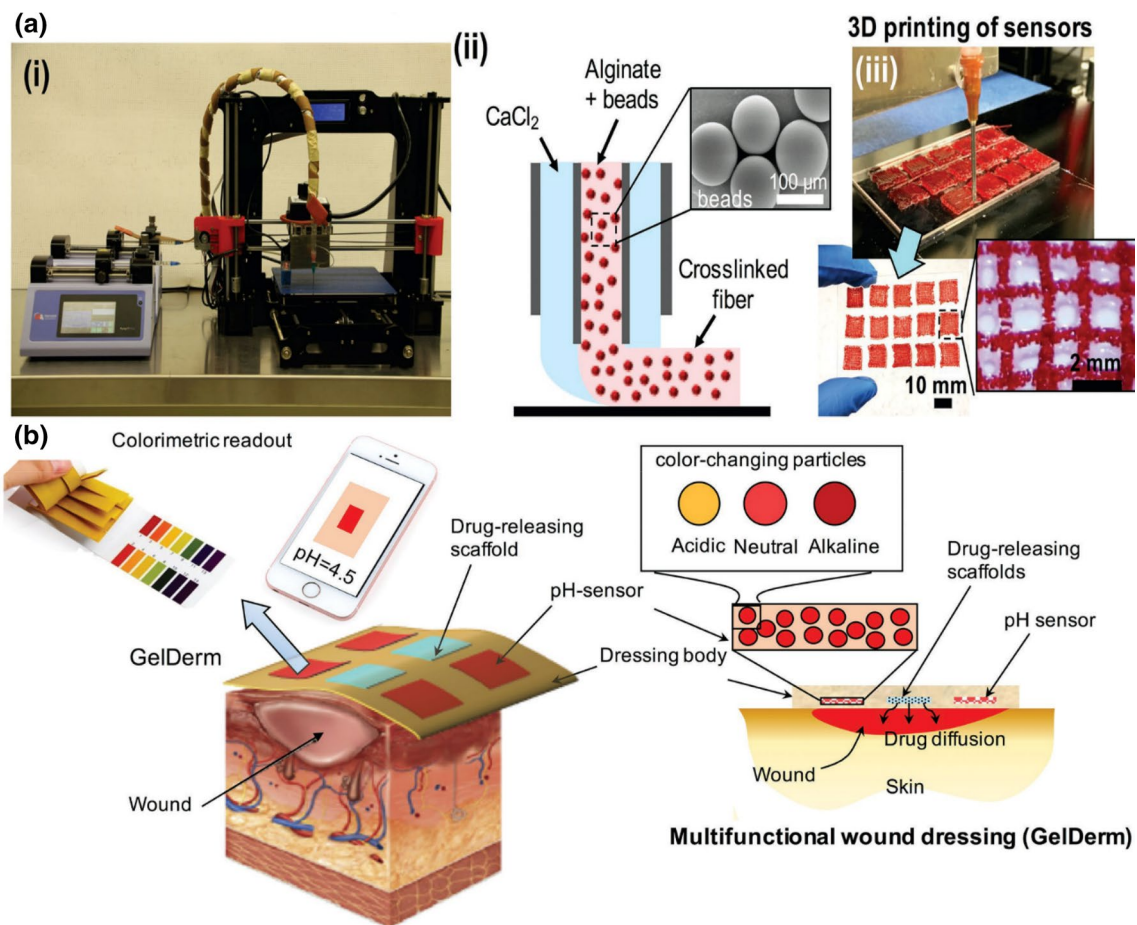 (a)
(i)
(ii)
Alginate
+ beads
CaCl₂
beads
100 µm
Crosslinked
fiber
3D printing of sensors
(iii)
10 mm
2 mm
(b)
Colorimetric readout
pH=4.5
Drug-releasing
scaffold
pH-sensor
GelDerm
Dressing body
Wound
color-changing particles
Acidic Neutral Alkaline
Drug-releasing
scaffolds
pH sensor
Drug diffusion
Wound
Skin
Multifunctional wound dressing (GelDerm)